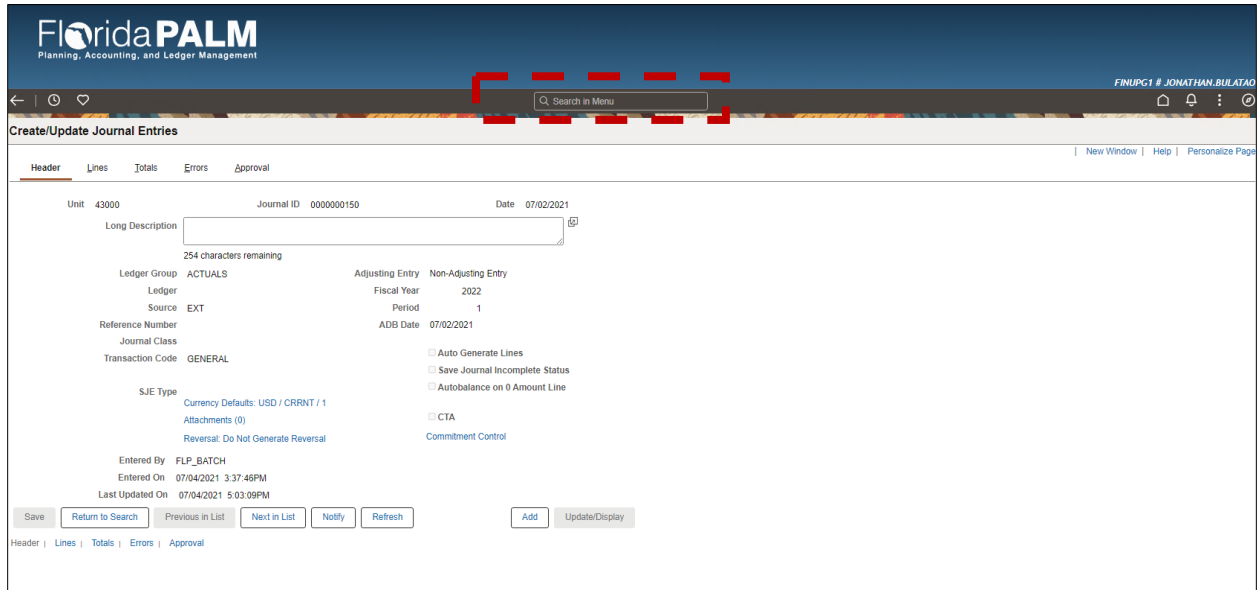 Florida PALM
Planning, Accounting, and Ledger Management
FINUPG1 # JONATHAN.BULATAO
Search in Menu
Create/Update Journal Entries
New Window | Help | Personalize Page
Header Lines Totals Errors Approval
Unit 43000 Journal ID 0000000150 Date 07/02/2021
Long Description
254 characters remaining
Ledger Group ACTUALS Adjusting Entry Non-Adjusting Entry
Ledger Fiscal Year 2022
Source EXT Period 1
Reference Number ADB Date 07/02/2021
Journal Class
Transaction Code GENERAL Auto Generate Lines
Save Journal Incomplete Status
SJE Type Autobalance on 0 Amount Line
Currency Defaults: USD / CRRNT / 1
Attachments (0) CTA
Reversal: Do Not Generate Reversal Commitment Control
Entered By FLP_BATCH
Entered On 07/04/2021 3:37:46PM
Last Updated On 07/04/2021 5:03:09PM
Save Return to Search Previous in List Next in List Notify Refresh Add Update/Display
Header | Lines | Totals | Errors | Approval